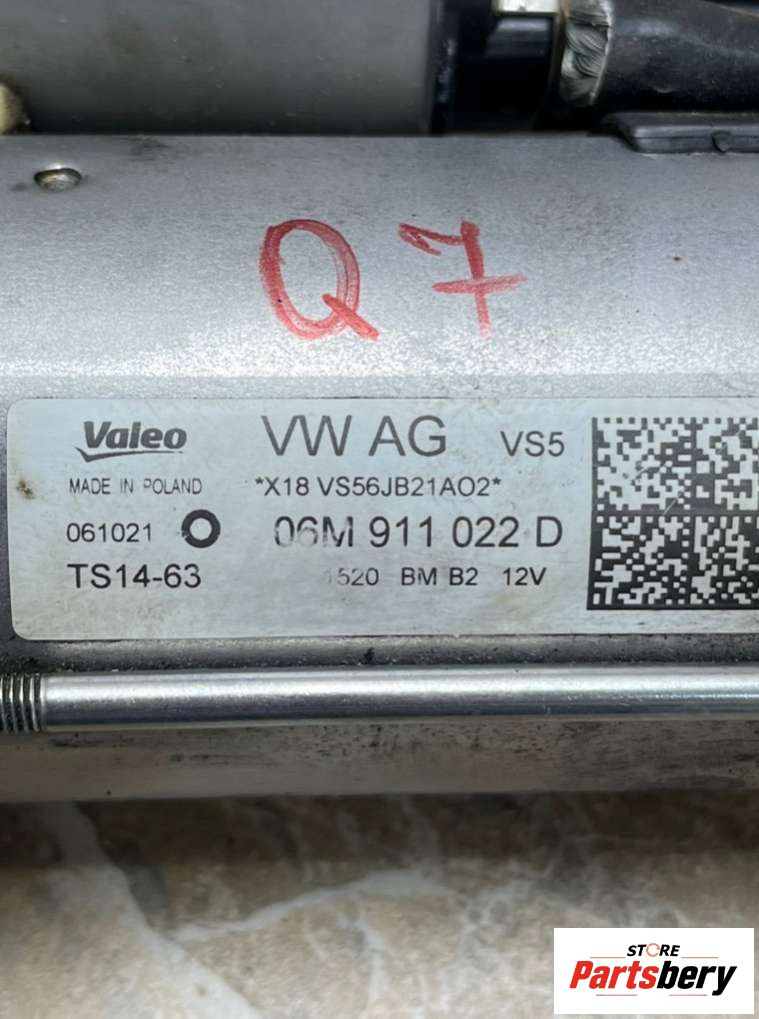 Q7
Valeo VW AG VS5
MADE IN POLAND *X18 VS56JB21AO2*
061021 06M 911 022 D
TS14-63 1520 BM B2 12V
STORE
Partsbery